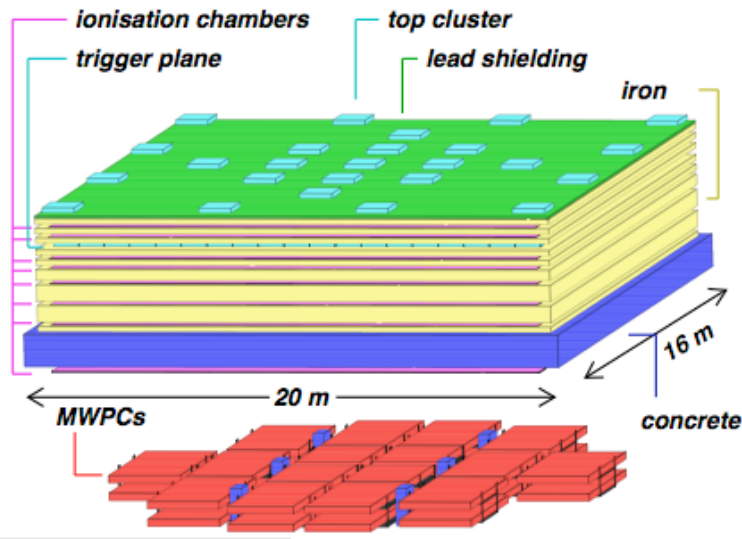 ionisation chambers
top cluster
trigger plane
lead shielding
iron
16 m
20 m
MWPCs
concrete